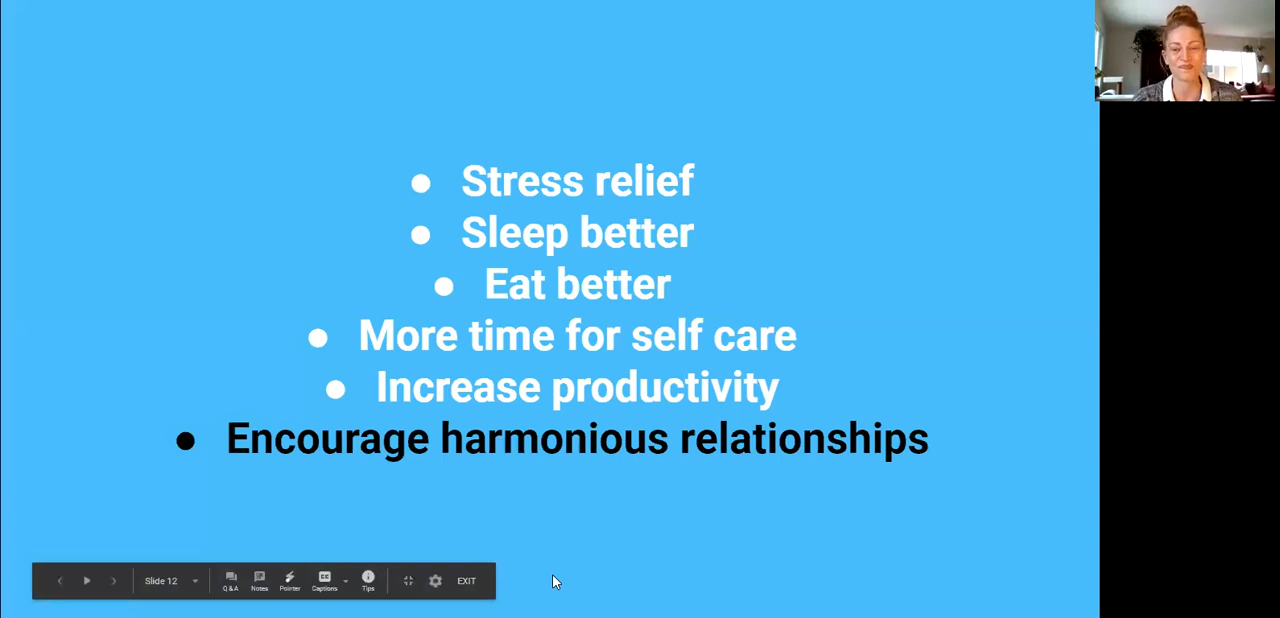 ● Stress relief
● Sleep better
● Eat better
● More time for self care
● Increase productivity
● Encourage harmonious relationships
Slide 12 Q&A Notes Pointer CC Captions Tips EXIT